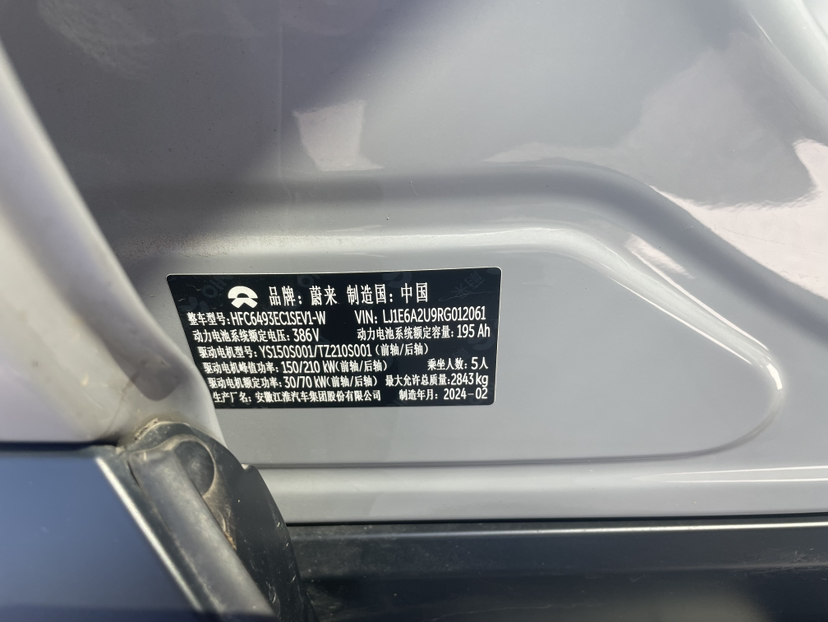 品牌：蔚来 制造国：中国
整车型号：HFC6493EC1SEV1-W VIN：LJ1E6A2U9RG012061
动力电池系统额定电压：386V 动力电池系统额定容量：195 Ah
驱动电机型号：YS150S001/TZ210S001（前轴/后轴）
驱动电机峰值功率：150/210 kW（前轴/后轴） 乘坐人数：5人
驱动电机额定功率：30/70 kW（前轴/后轴） 最大允许总质量：2843kg
生产厂名：安徽江淮汽车集团股份有限公司 制造年月：2024-02